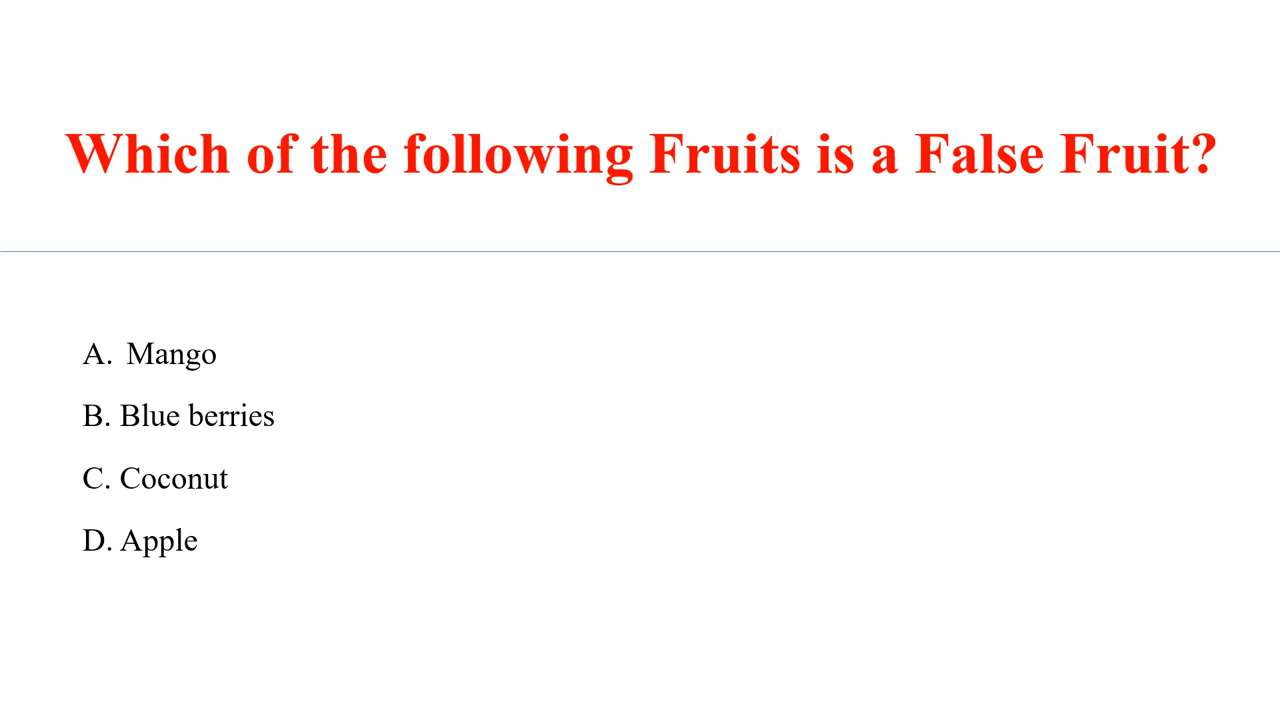 Which of the following Fruits is a False Fruit?
A. Mango
B. Blue berries
C. Coconut
D. Apple